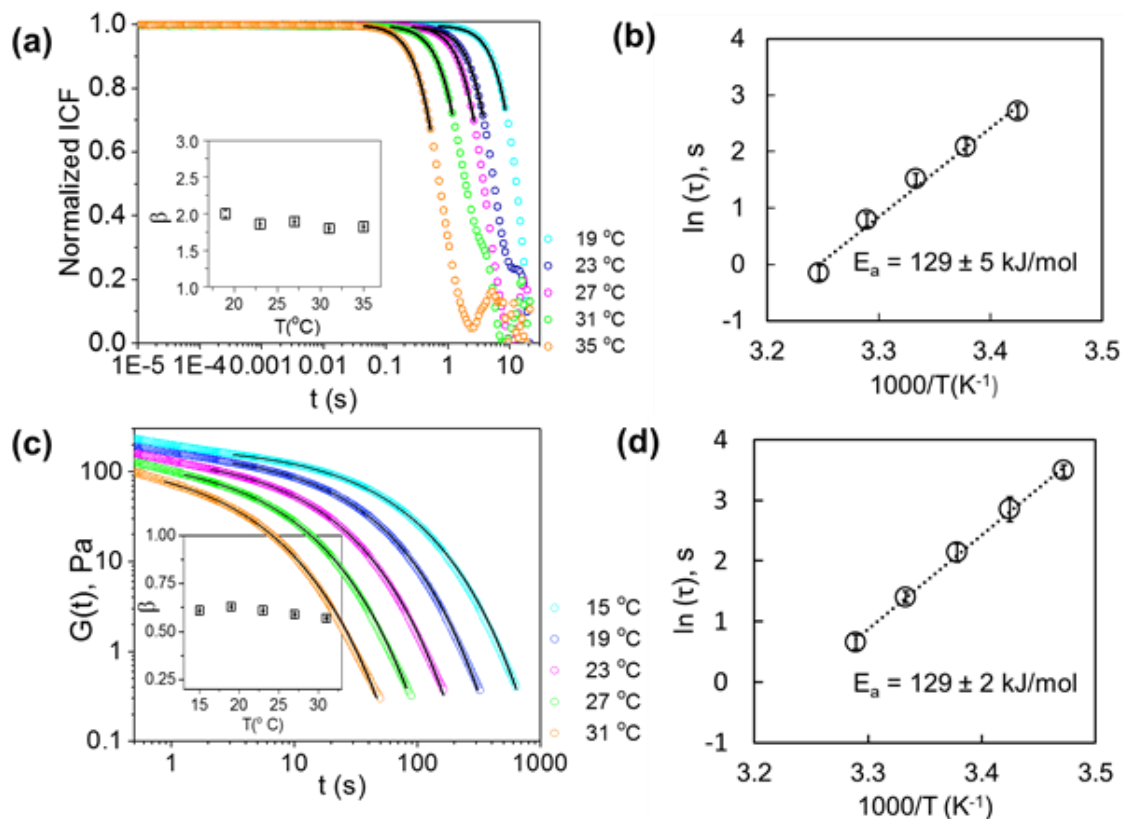 (a)
Normalized ICF
1.0
0.8
0.6
0.4
0.2
0.0
1E-5
1E-4
0.001
0.01
0.1
1
10
t (s)
β
3.0
2.5
2.0
1.5
1.0
20
25
30
35
T(°C)
19 °C
23 °C
27 °C
31 °C
35 °C
(b)
ln (τ), s
4
3
2
1
0
-1
3.2
3.3
3.4
3.5
1000/T(K⁻¹)
Eₐ = 129 ± 5 kJ/mol
(c)
G(t), Pa
100
10
1
0.1
1
10
100
1000
t (s)
β
1.00
0.75
0.50
0.25
15
20
25
30
T(° C)
15 °C
19 °C
23 °C
27 °C
31 °C
(d)
ln (τ), s
4
3
2
1
0
-1
3.2
3.3
3.4
3.5
1000/T (K⁻¹)
Eₐ = 129 ± 2 kJ/mol